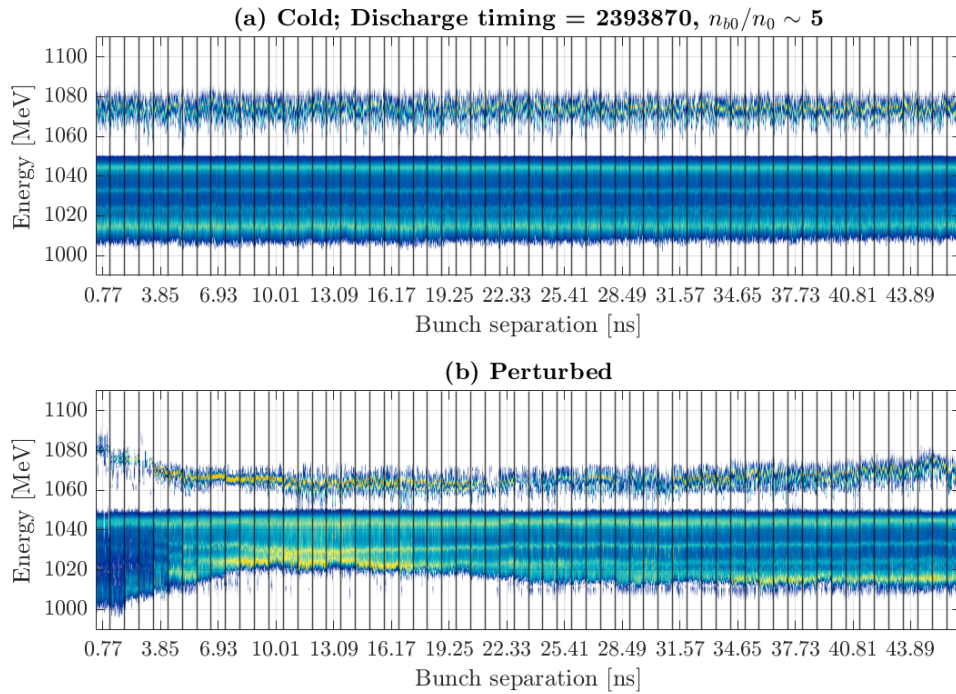 (a) Cold; Discharge timing = 2393870, n_{b0}/n_0 ∼ 5
1100
1080
1060
1040
1020
1000
Energy [MeV]
0.77 3.85 6.93 10.01 13.09 16.17 19.25 22.33 25.41 28.49 31.57 34.65 37.73 40.81 43.89
Bunch separation [ns]
(b) Perturbed
1100
1080
1060
1040
1020
1000
Energy [MeV]
0.77 3.85 6.93 10.01 13.09 16.17 19.25 22.33 25.41 28.49 31.57 34.65 37.73 40.81 43.89
Bunch separation [ns]